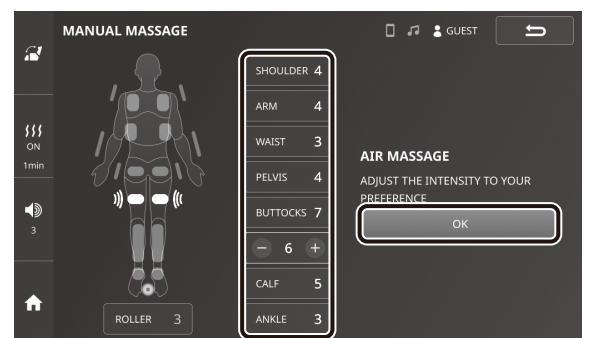 MANUAL MASSAGE
GUEST
SHOULDER 4
ARM 4
WAIST 3
PELVIS 4
BUTTOCKS 7
− 6 +
CALF 5
ANKLE 3
ON
1min
3
ROLLER 3
AIR MASSAGE
ADJUST THE INTENSITY TO YOUR
PREFERENCE
OK